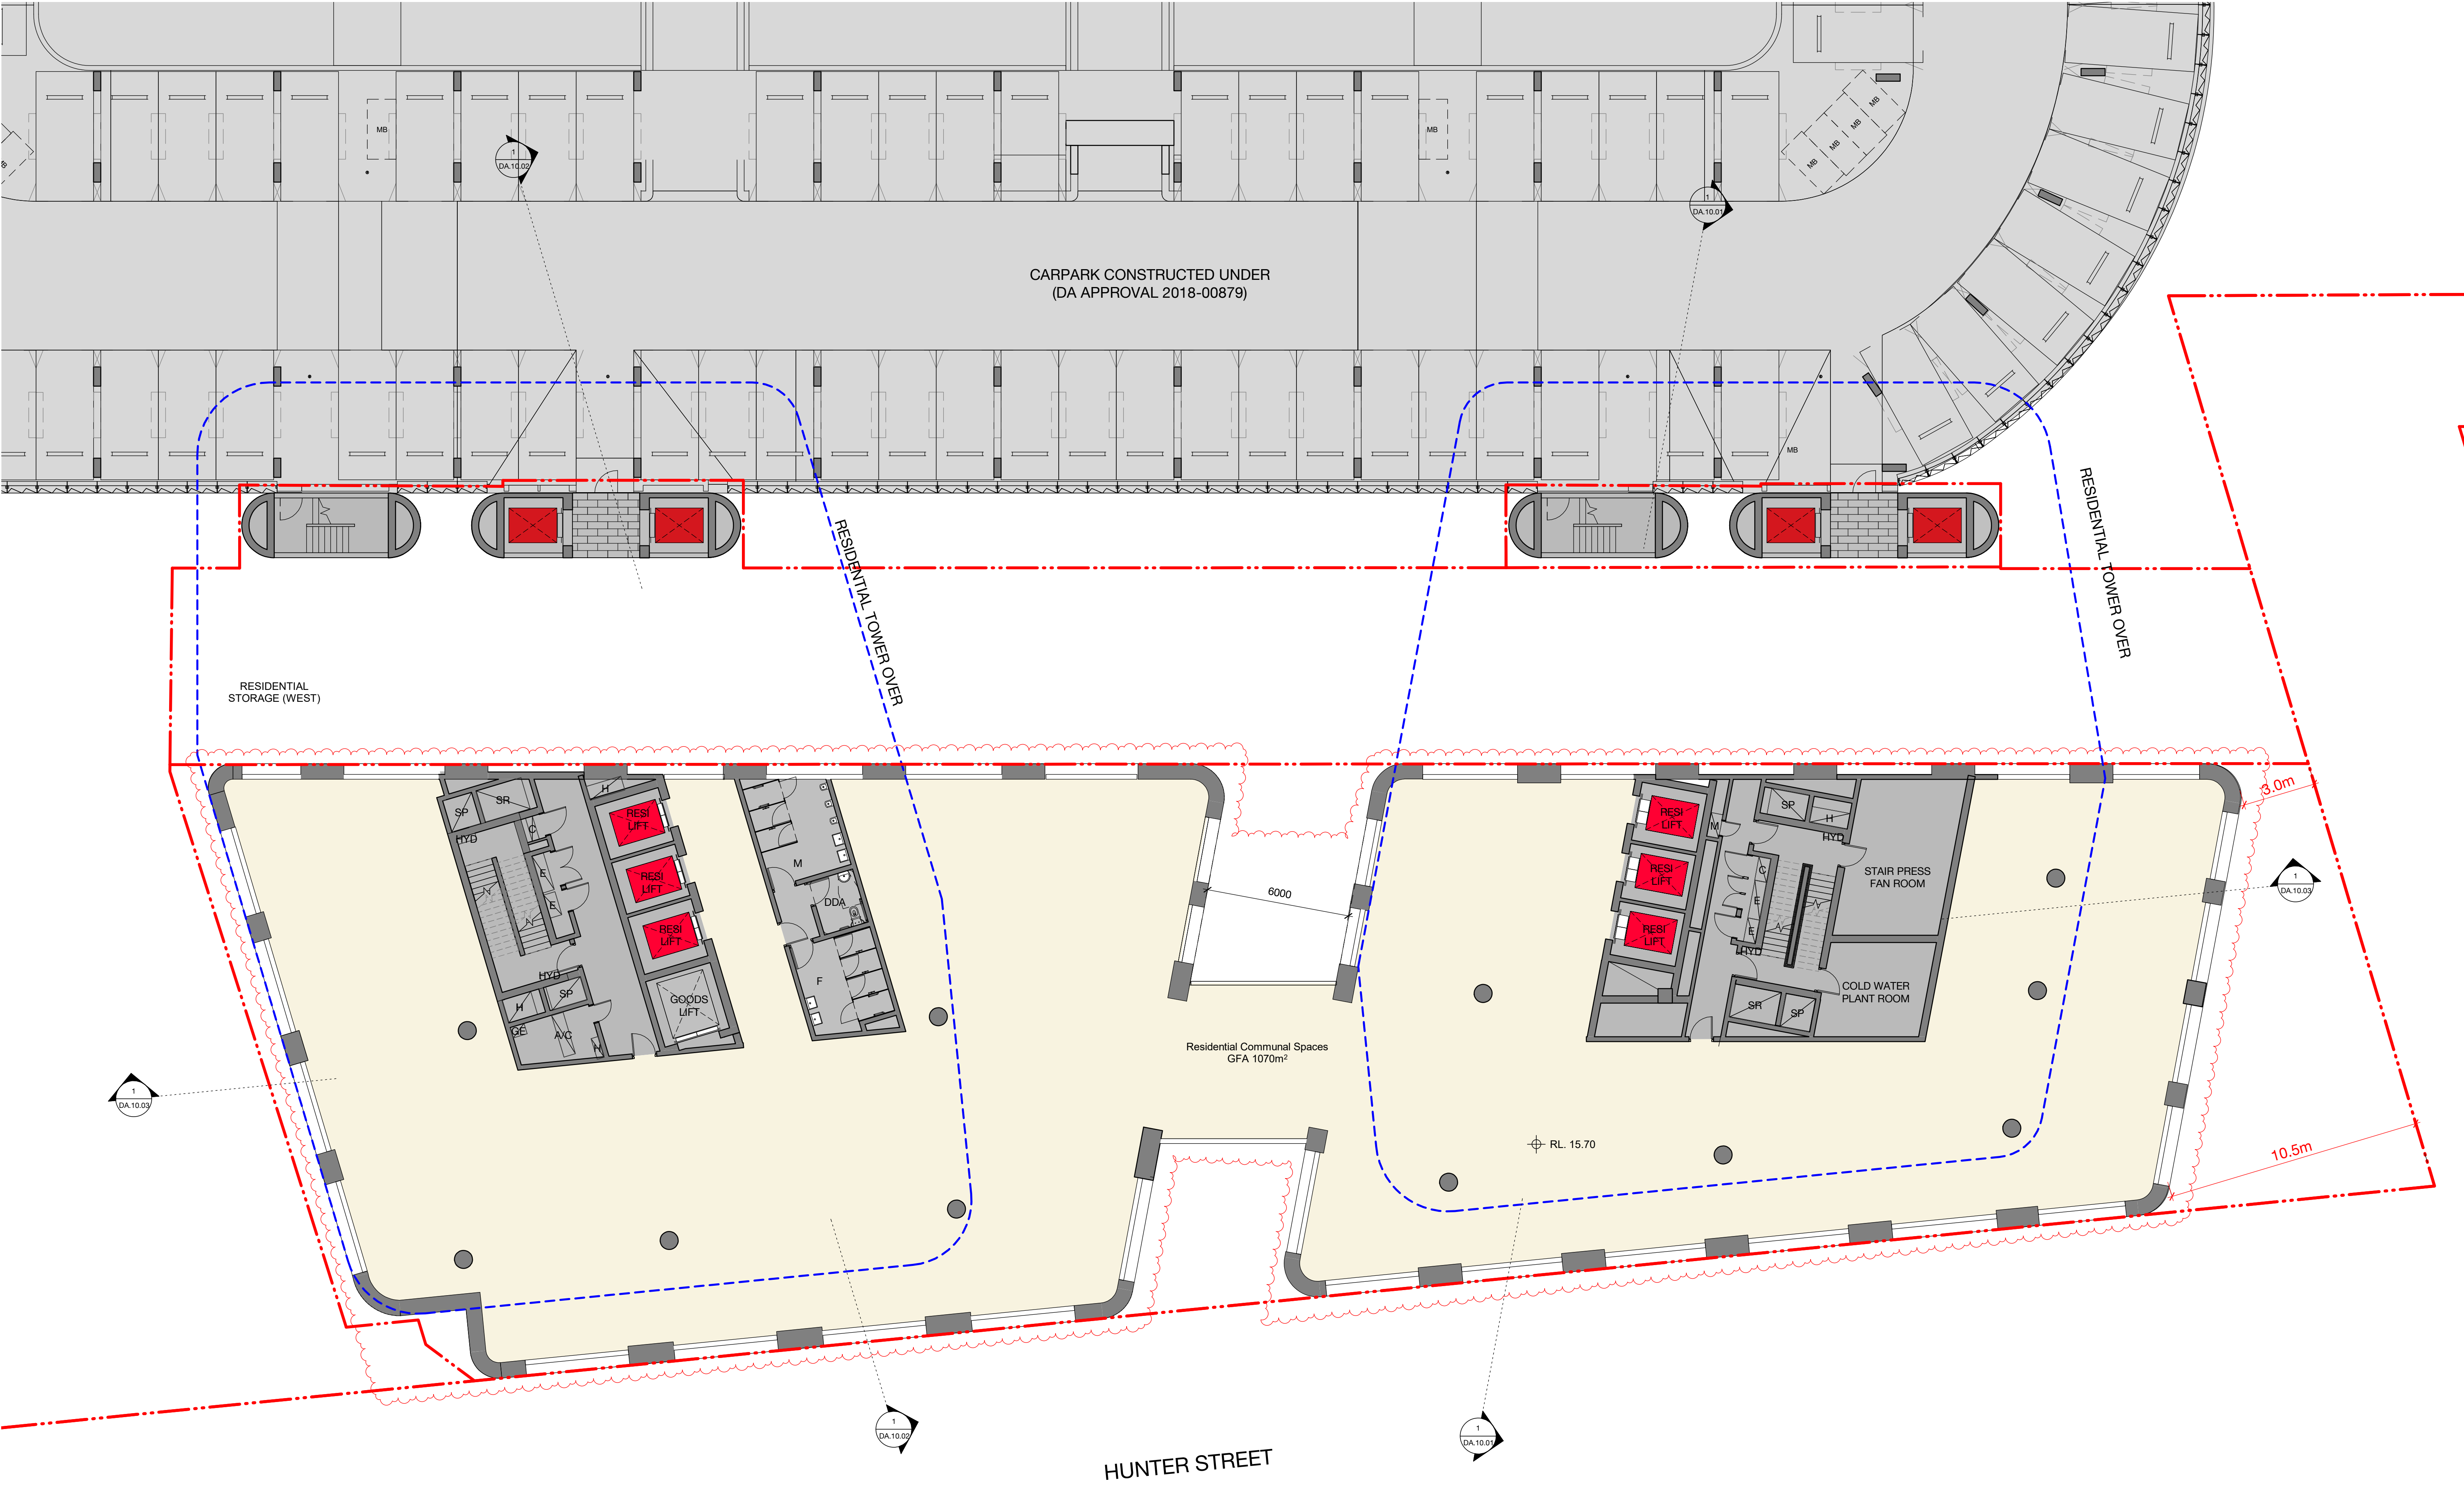 MB
MB
MB
MB
MB
MB
1
DA.10.02
1
DA.10.01
CARPARK CONSTRUCTED UNDER
(DA APPROVAL 2018-00879)
MB
RESIDENTIAL TOWER OVER
RESIDENTIAL TOWER OVER
RESIDENTIAL
STORAGE (WEST)
SR
SP
HYD
C
H
E
E
HYD
SP
H
GE
A/C
H
RESI
LIFT
RESI
LIFT
RESI
LIFT
GOODS
LIFT
M
DDA
F
6000
RESI
LIFT
RESI
LIFT
RESI
LIFT
M
SP
H
HYD
C
E
E
HYD
SR
SP
STAIR PRESS
FAN ROOM
COLD WATER
PLANT ROOM
3.0m
1
DA.10.03
Residential Communal Spaces
GFA 1070m²
1
DA.10.03
RL. 15.70
10.5m
1
DA.10.02
1
DA.10.01
HUNTER STREET